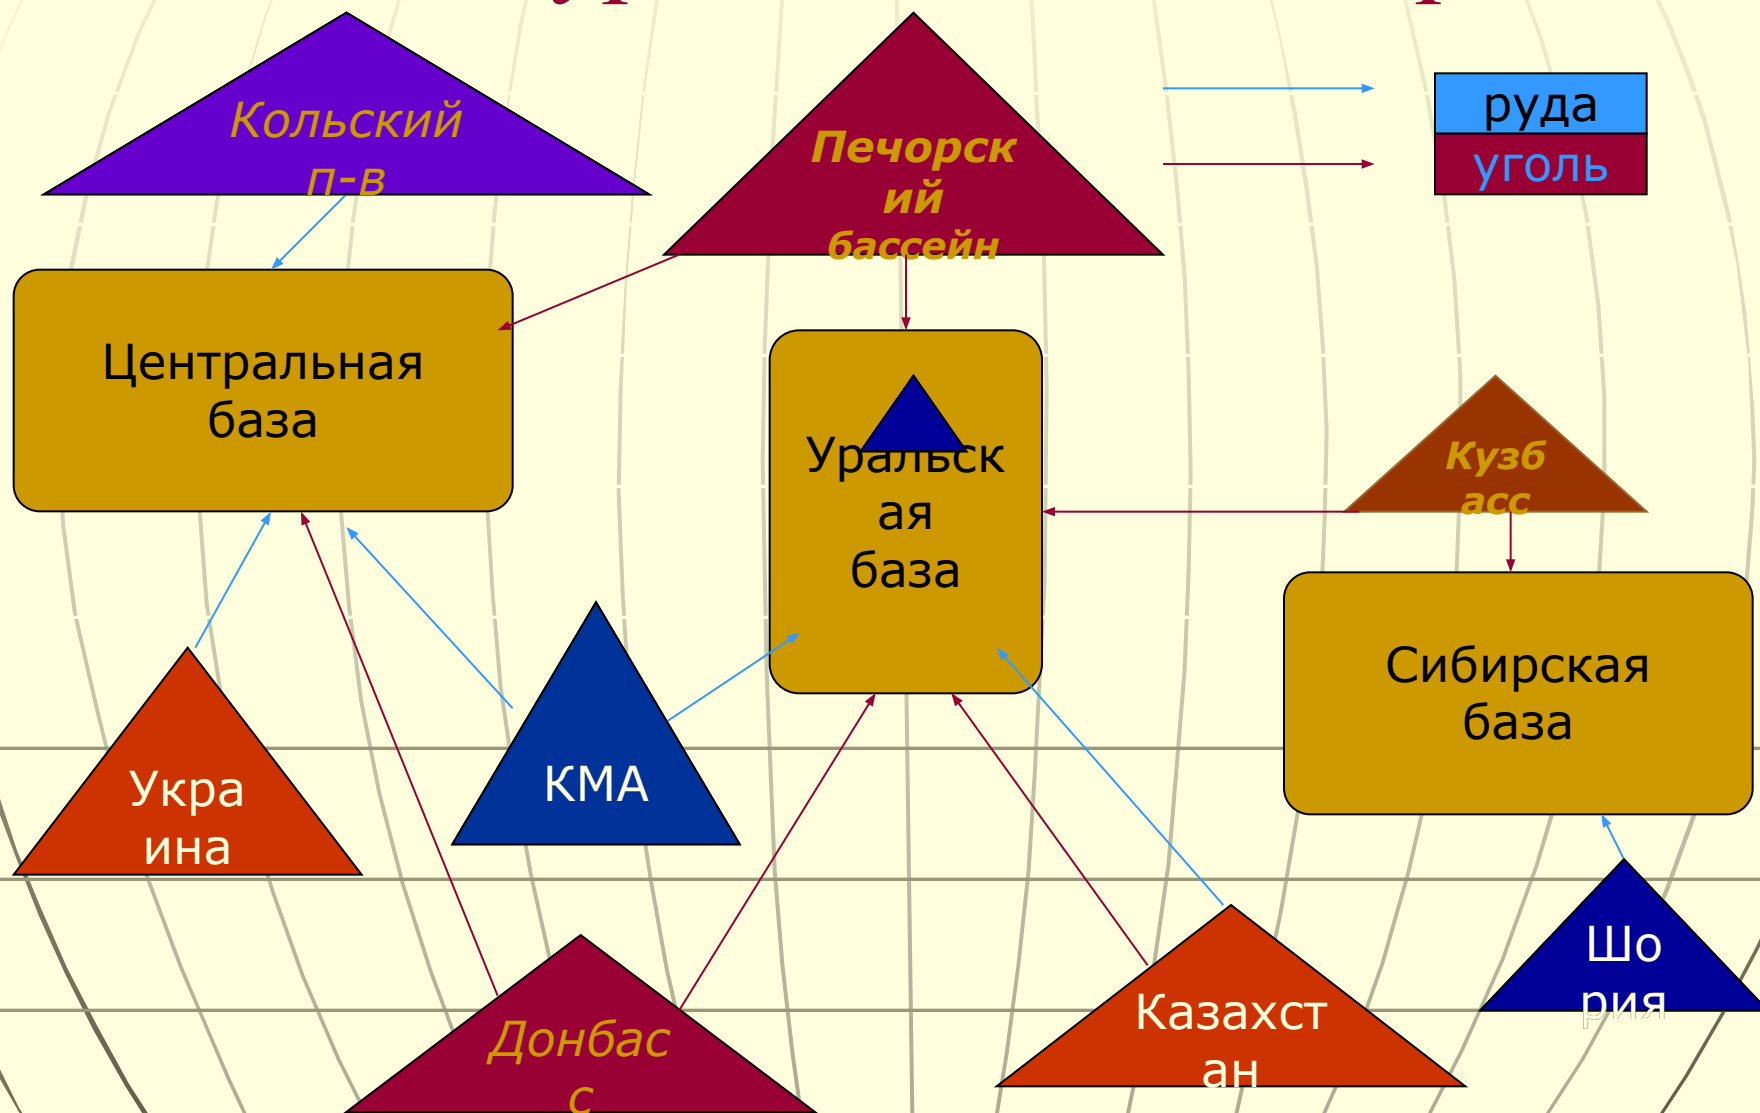 Кольский
п-в
Печорск
ий
бассейн
руда
уголь
Центральная
база
Уральск
ая
база
Кузб
асс
Сибирская
база
Укра
ина
КМА
Шо
рия
Донбас
с
Казахст
ан